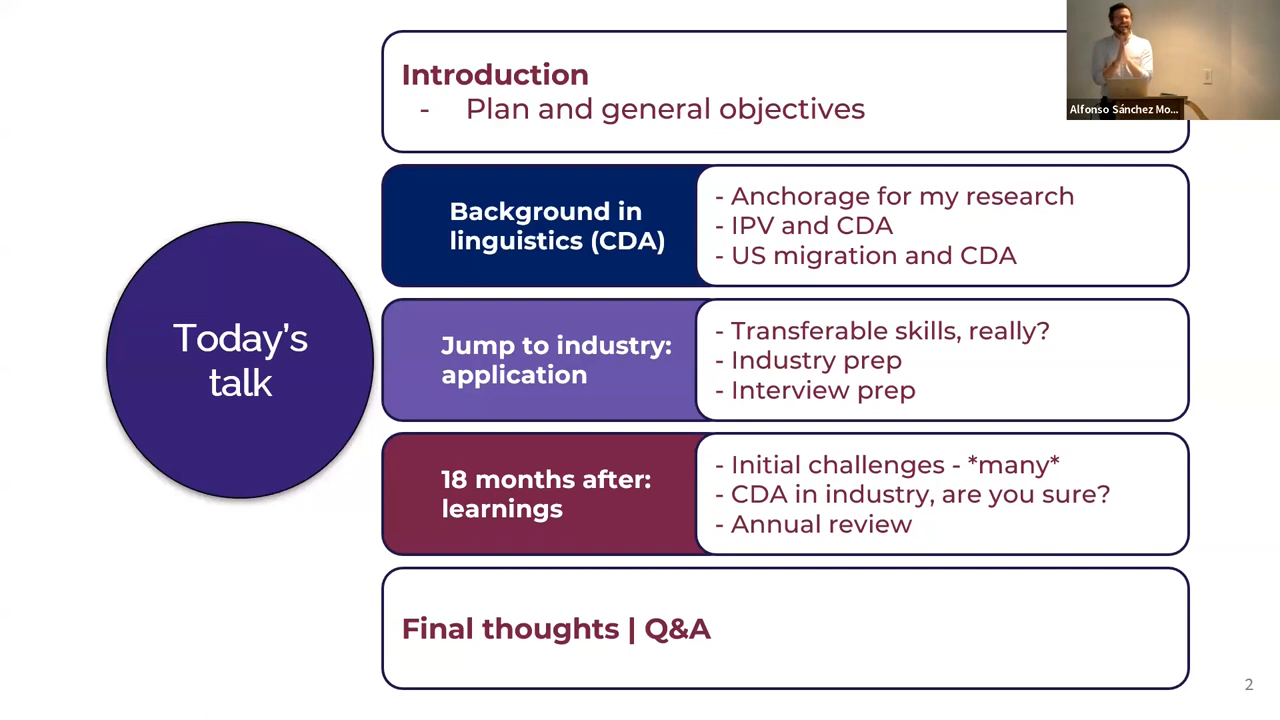 Introduction
- Plan and general objectives
Alfonso Sánchez Mo...
Today's
talk
Background in
linguistics (CDA)
- Anchorage for my research
- IPV and CDA
- US migration and CDA
Jump to industry:
application
- Transferable skills, really?
- Industry prep
- Interview prep
18 months after:
learnings
- Initial challenges - *many*
- CDA in industry, are you sure?
- Annual review
Final thoughts | Q&A
2